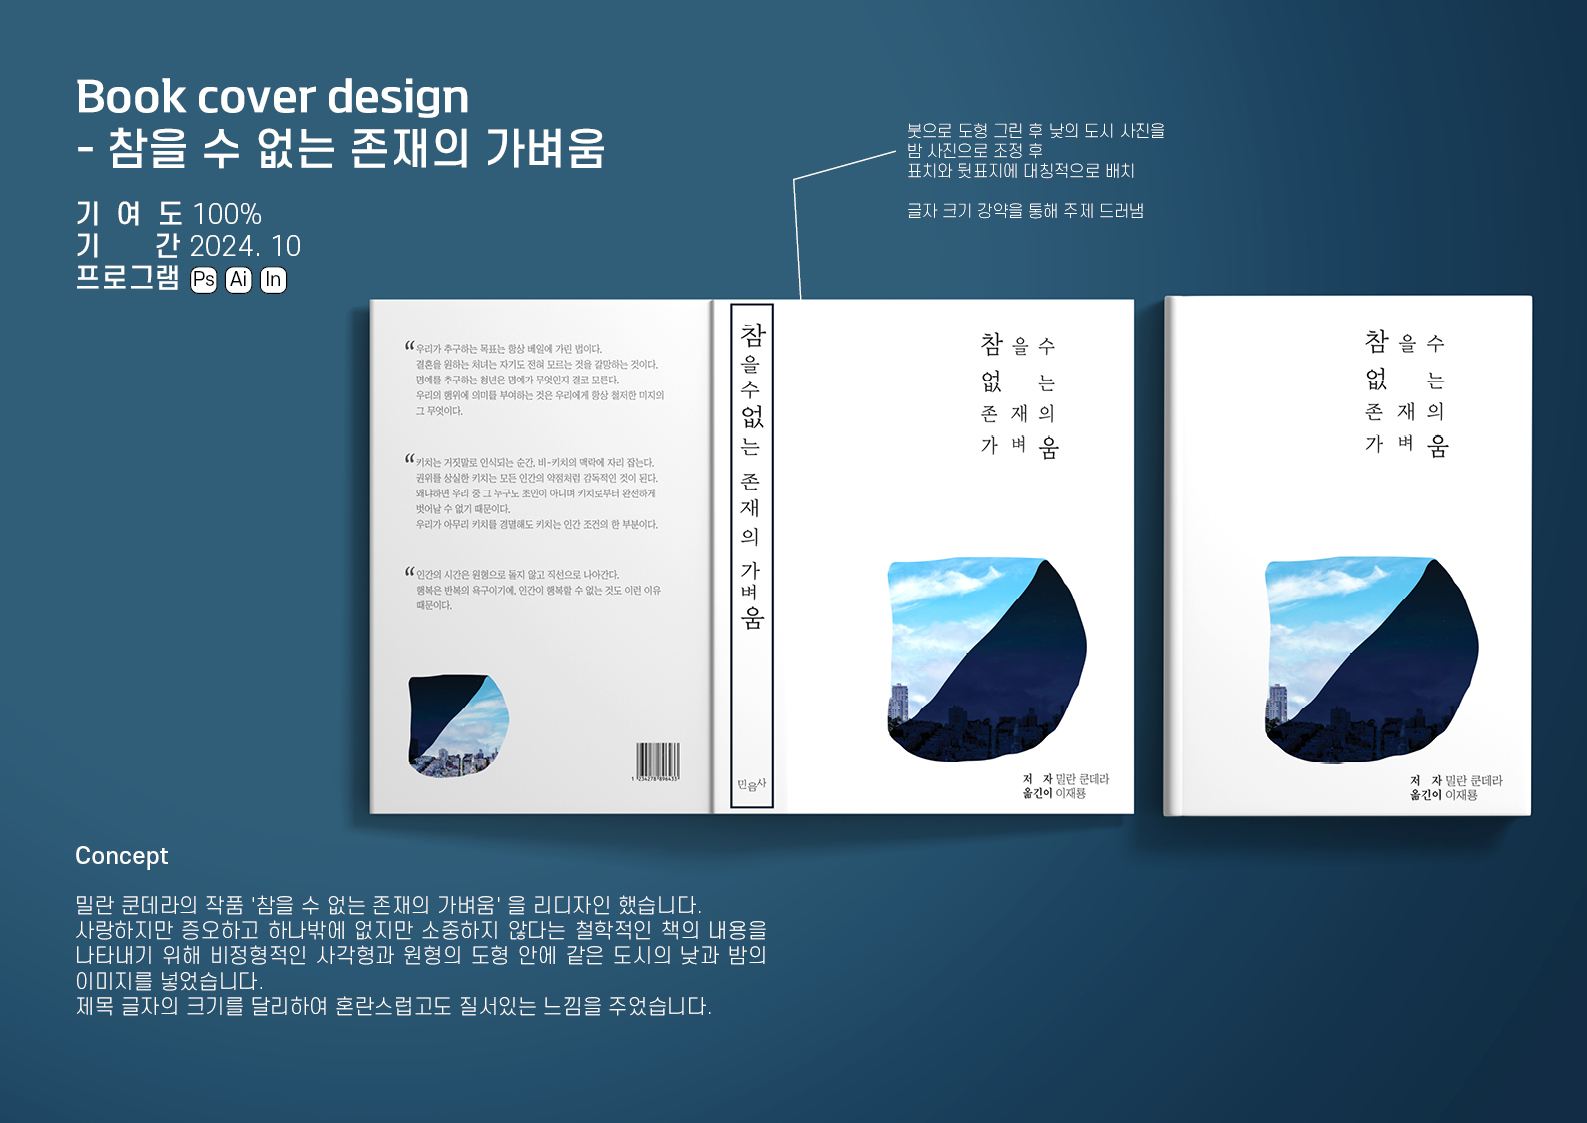 Book cover design
- 참을 수 없는 존재의 가벼움
기 여 도 100%
기 간 2024. 10
프로그램 Ps Ai In
붓으로 도형 그린 후 낮의 도시 사진을
밤 사진으로 조정 후
표치와 뒷표지에 대칭적으로 배치
글자 크기 강약을 통해 주제 드러냄
“우리가 추구하는 목표는 항상 베일에 가린 법이다.
결혼을 원하는 처녀는 자기도 전혀 모르는 것을 갈망하는 것이다.
명예를 추구하는 청년은 명예가 무엇인지 결코 모른다.
우리의 행위에 의미를 부여하는 것은 우리에게 항상 철저한 미지의
그 무엇이다.
“키치는 거짓말로 인식되는 순간, 비-키치의 맥락에 자리 잡는다.
권위를 상실한 키치는 모든 인간의 약점처럼 감동적인 것이 된다.
왜냐하면 우리 중 그 누구도 초인이 아니며 키치로부터 완전하게
벗어날 수 없기 때문이다.
우리가 아무리 키치를 경멸해도 키치는 인간 조건의 한 부분이다.
“인간의 시간은 원형으로 돌지 않고 직선으로 나아간다.
행복은 반복의 욕구이기에, 인간이 행복할 수 없는 것도 이런 이유
때문이다.
1 234278 896433
참을수없는 존재의 가벼움
민음사
참 을 수
없 는
존 재 의
가 벼 움
저 자 밀란 쿤데라
옮긴이 이재룡
참 을 수
없 는
존 재 의
가 벼 움
저 자 밀란 쿤데라
옮긴이 이재룡
Concept
밀란 쿤데라의 작품 '참을 수 없는 존재의 가벼움' 을 리디자인 했습니다.
사랑하지만 증오하고 하나밖에 없지만 소중하지 않다는 철학적인 책의 내용을
나타내기 위해 비정형적인 사각형과 원형의 도형 안에 같은 도시의 낮과 밤의
이미지를 넣었습니다.
제목 글자의 크기를 달리하여 혼란스럽고도 질서있는 느낌을 주었습니다.